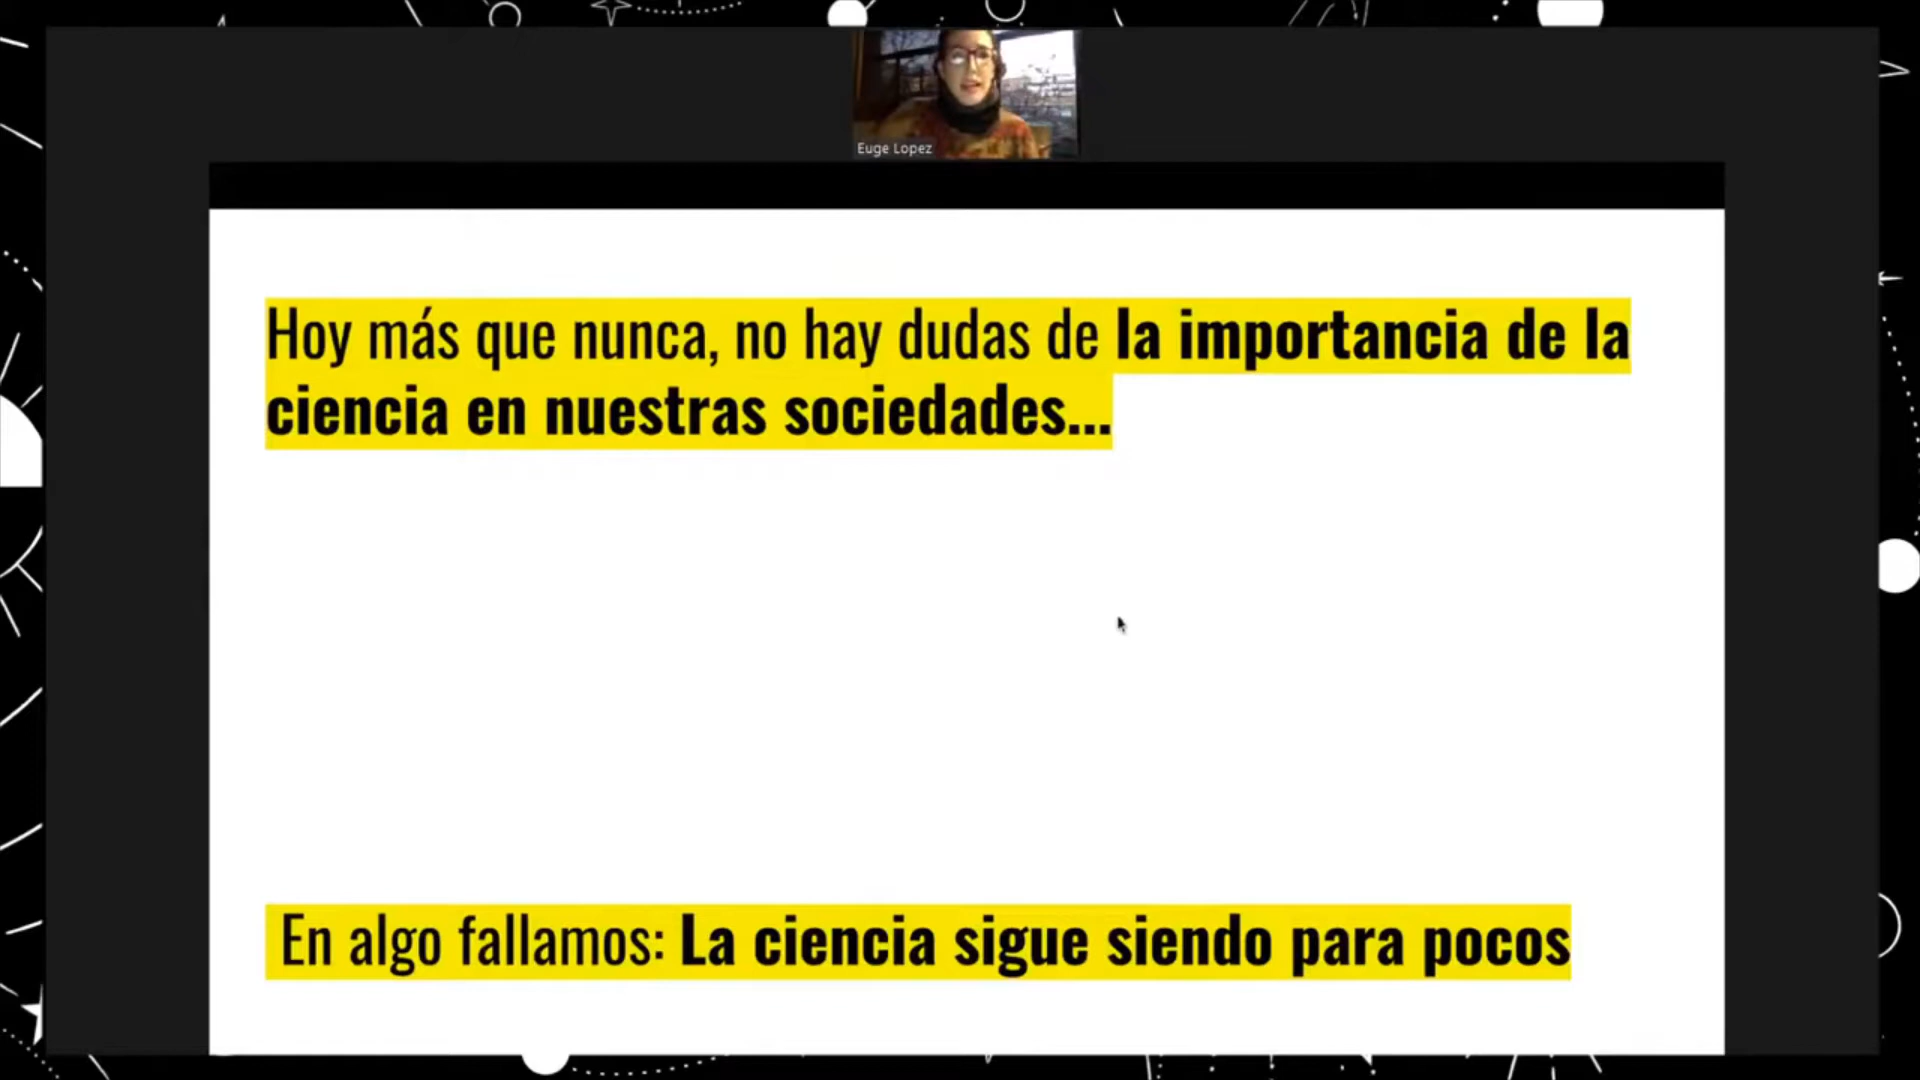 Euge Lopez
Hoy más que nunca, no hay dudas de la importancia de la
ciencia en nuestras sociedades...
En algo fallamos: La ciencia sigue siendo para pocos